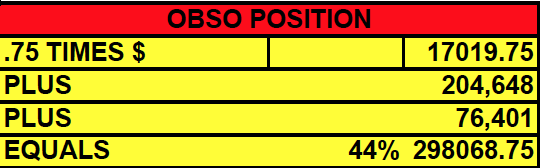 OBSO POSITION
.75 TIMES $ 17019.75
PLUS 204,648
PLUS 76,401
EQUALS 44% 298068.75